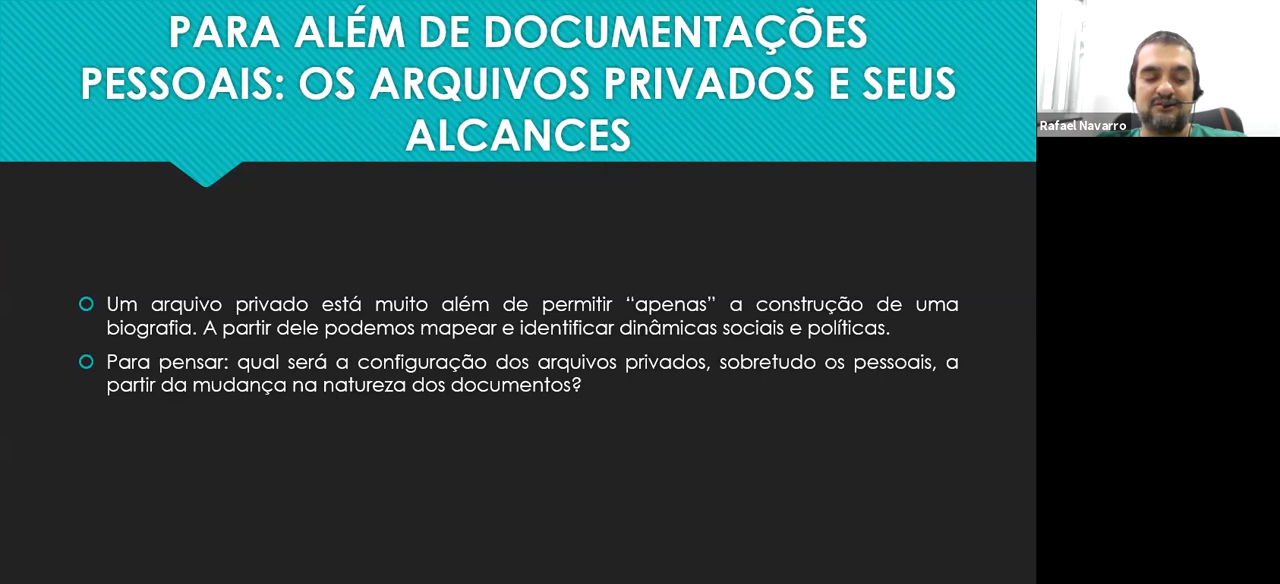 PARA ALÉM DE DOCUMENTAÇÕES
PESSOAIS: OS ARQUIVOS PRIVADOS E SEUS
ALCANCES
Rafael Navarro
Um arquivo privado está muito além de permitir “apenas” a construção de uma
biografia. A partir dele podemos mapear e identificar dinâmicas sociais e políticas.
Para pensar: qual será a configuração dos arquivos privados, sobretudo os pessoais, a
partir da mudança na natureza dos documentos?